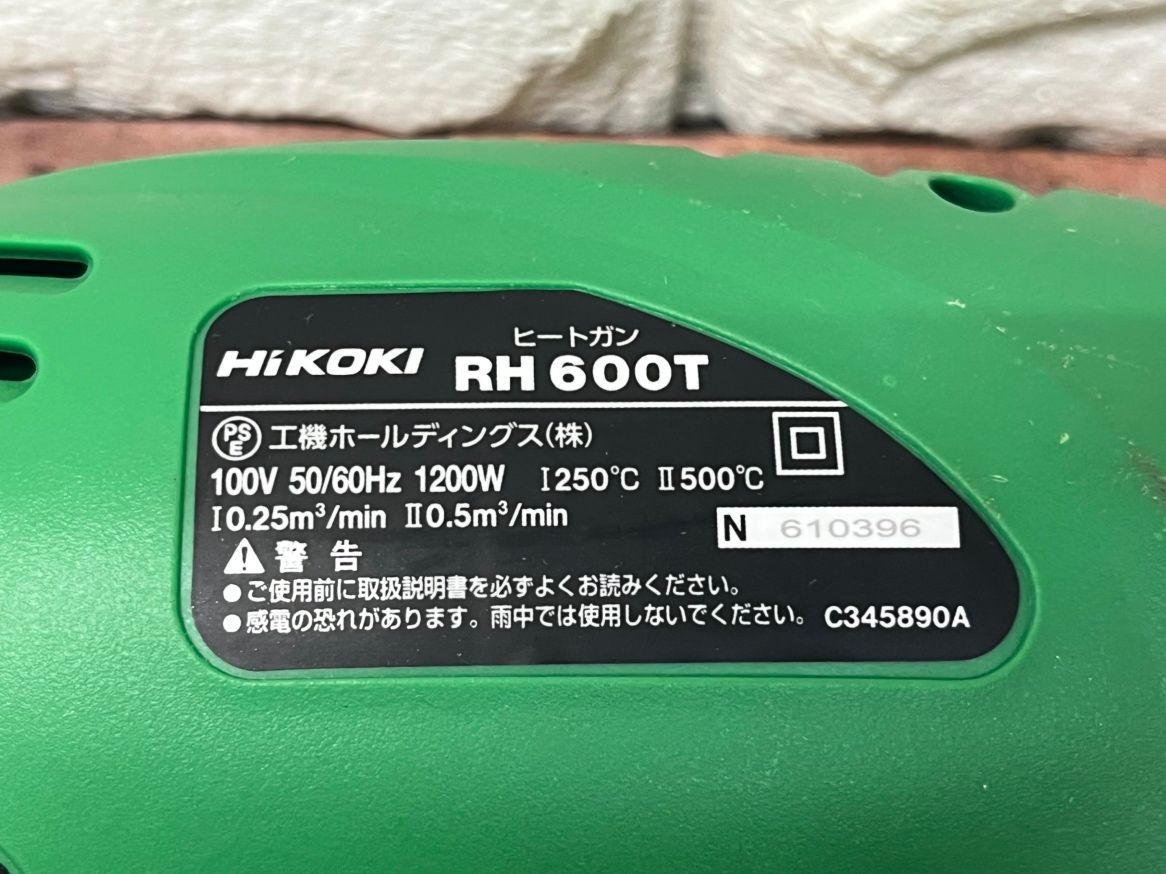 ヒートガン
HiKOKI RH600T
PSE 工機ホールディングス(株)
100V 50/60Hz 1200W Ⅰ250℃ Ⅱ500℃
Ⅰ0.25m³/min Ⅱ0.5m³/min
N 610396
警告
●ご使用前に取扱説明書を必ずよくお読みください。
●感電の恐れがあります。雨中では使用しないでください。 C345890A